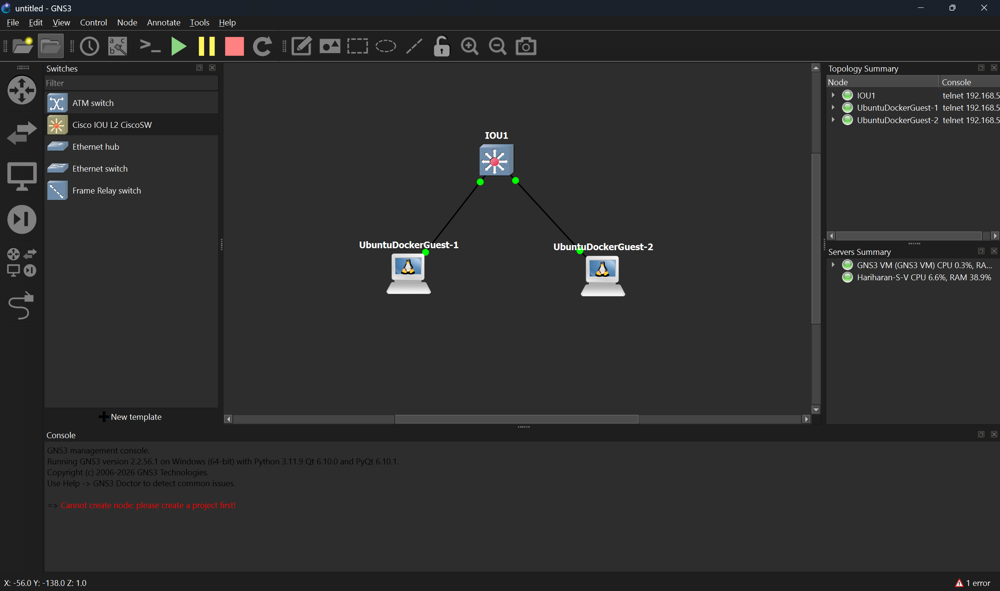 untitled - GNS3
File Edit View Control Node Annotate Tools Help
Switches
Filter
ATM switch
Cisco IOU L2 CiscoSW
Ethernet hub
Ethernet switch
Frame Relay switch
New template
IOU1
UbuntuDockerGuest-1
UbuntuDockerGuest-2
Topology Summary
Node Console
IOU1 telnet 192.168.5
UbuntuDockerGuest-1 telnet 192.168.5
UbuntuDockerGuest-2 telnet 192.168.5
Servers Summary
GNS3 VM (GNS3 VM) CPU 0.3%, RA...
Hariharan-S-V CPU 6.6%, RAM 38.9%
Console
GNS3 management console.
Running GNS3 version 2.2.56.1 on Windows (64-bit) with Python 3.11.9 Qt 6.10.0 and PyQt 6.10.1.
Copyright (c) 2006-2026 GNS3 Technologies.
Use Help -> GNS3 Doctor to detect common issues.
=> Cannot create node: please create a project first!
X: -56.0 Y: -138.0 Z: 1.0
1 error